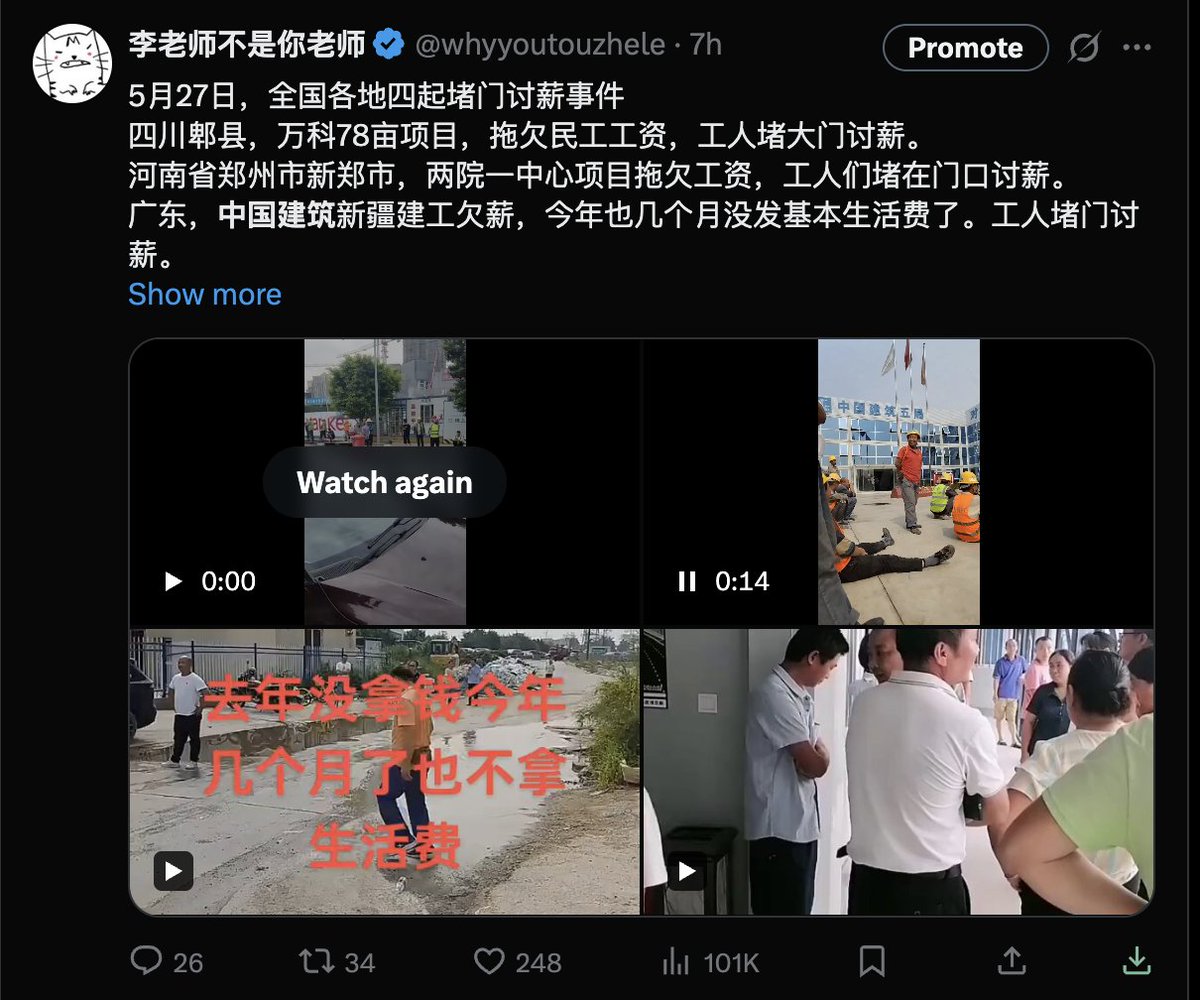 李老师不是你老师 @whyyoutouzhele · 7h Promote
5月27日，全国各地四起堵门讨薪事件
四川郫县，万科78亩项目，拖欠民工工资，工人堵大门讨薪。
河南省郑州市新郑市，两院一中心项目拖欠工资，工人们堵在门口讨薪。
广东，中国建筑新疆建工欠薪，今年也几个月没发基本生活费了。工人堵门讨
薪。
Show more
Watch again
0:00
中国建筑五局
0:14
去年没拿钱今年
几个月了也不拿
生活费
26 34 248 101K